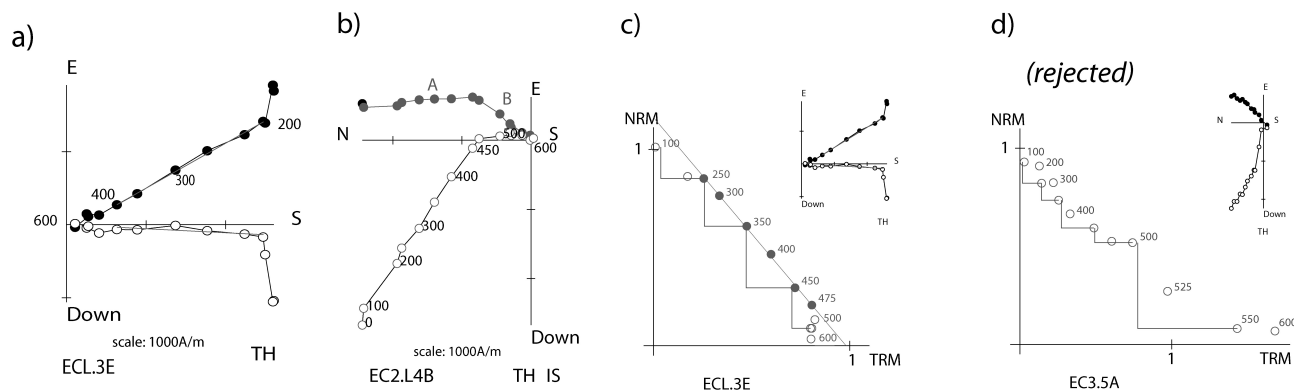 a)
E
200
300
400
600
S
Down
scale: 1000A/m
ECL.3E
TH
b)
A
B
E
N
S
500
600
450
400
300
200
100
0
Down
scale: 1000A/m
EC2.L4B
TH IS
c)
NRM
1
100
250
300
350
400
450
475
500
600
1
TRM
ECL.3E
E
S
Down
TH
d)
(rejected)
NRM
1
100
200
300
400
500
525
550
600
1
TRM
EC3.5A
E
N
S
Down
TH